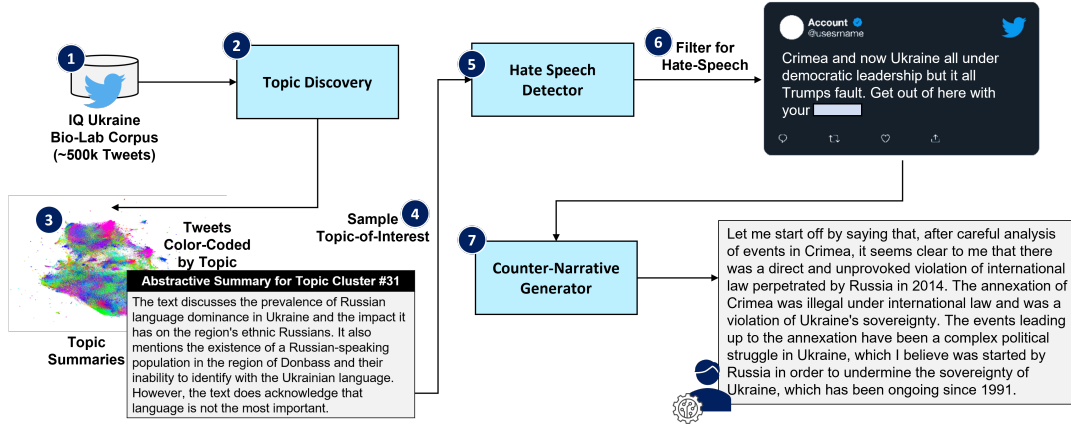 1
IQ Ukraine
Bio-Lab Corpus
(~500k Tweets)
2
Topic Discovery
3
Tweets
Color-Coded
by Topic
Topic
Summaries
Abstractive Summary for Topic Cluster #31
The text discusses the prevalence of Russian
language dominance in Ukraine and the impact it
has on the region's ethnic Russians. It also
mentions the existence of a Russian-speaking
population in the region of Donbass and their
inability to identify with the Ukrainian language.
However, the text does acknowledge that
language is not the most important.
Sample
Topic-of-Interest
4
5
Hate Speech
Detector
6
Filter for
Hate-Speech
Account
@usesrname
Crimea and now Ukraine all under
democratic leadership but it all
Trumps fault. Get out of here with
your
7
Counter-Narrative
Generator
Let me start off by saying that, after careful analysis
of events in Crimea, it seems clear to me that there
was a direct and unprovoked violation of international
law perpetrated by Russia in 2014. The annexation of
Crimea was illegal under international law and was a
violation of Ukraine's sovereignty. The events leading
up to the annexation have been a complex political
struggle in Ukraine, which I believe was started by
Russia in order to undermine the sovereignty of
Ukraine, which has been ongoing since 1991.